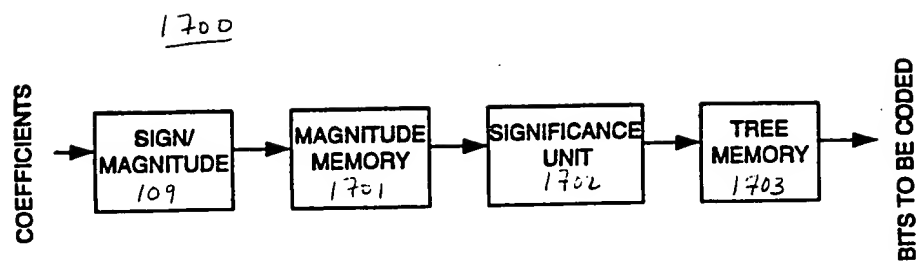 1700
COEFFICIENTS
SIGN/
MAGNITUDE
109
MAGNITUDE
MEMORY
1701
SIGNIFICANCE
UNIT
1702
TREE
MEMORY
1703
BITS TO BE CODED